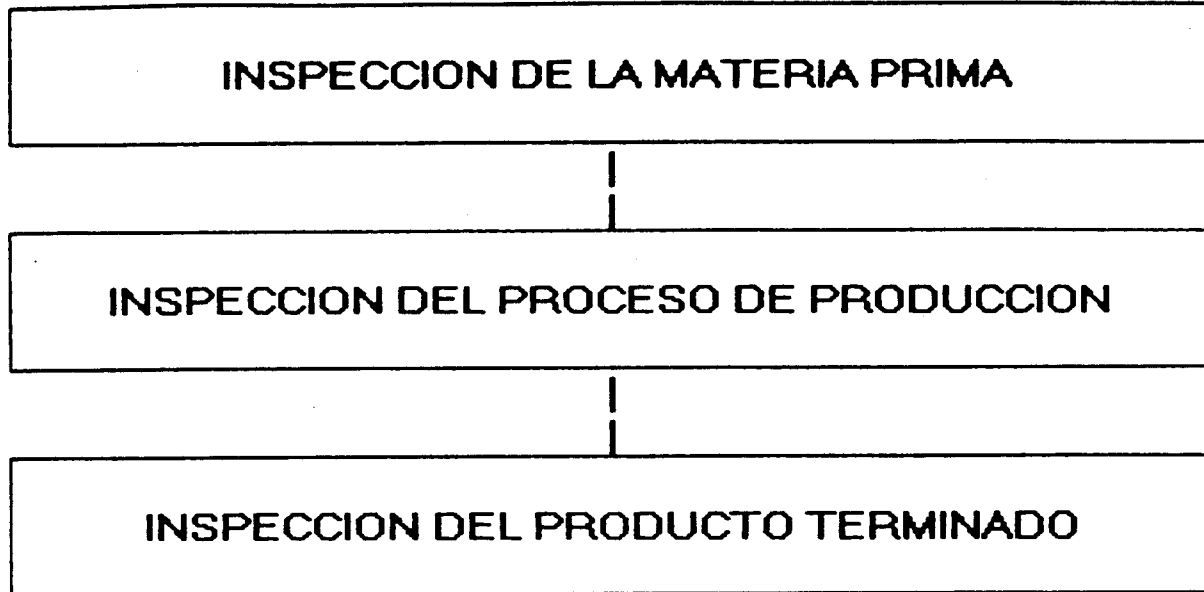 INSPECCION DE LA MATERIA PRIMA
INSPECCION DEL PROCESO DE PRODUCCION
INSPECCION DEL PRODUCTO TERMINADO